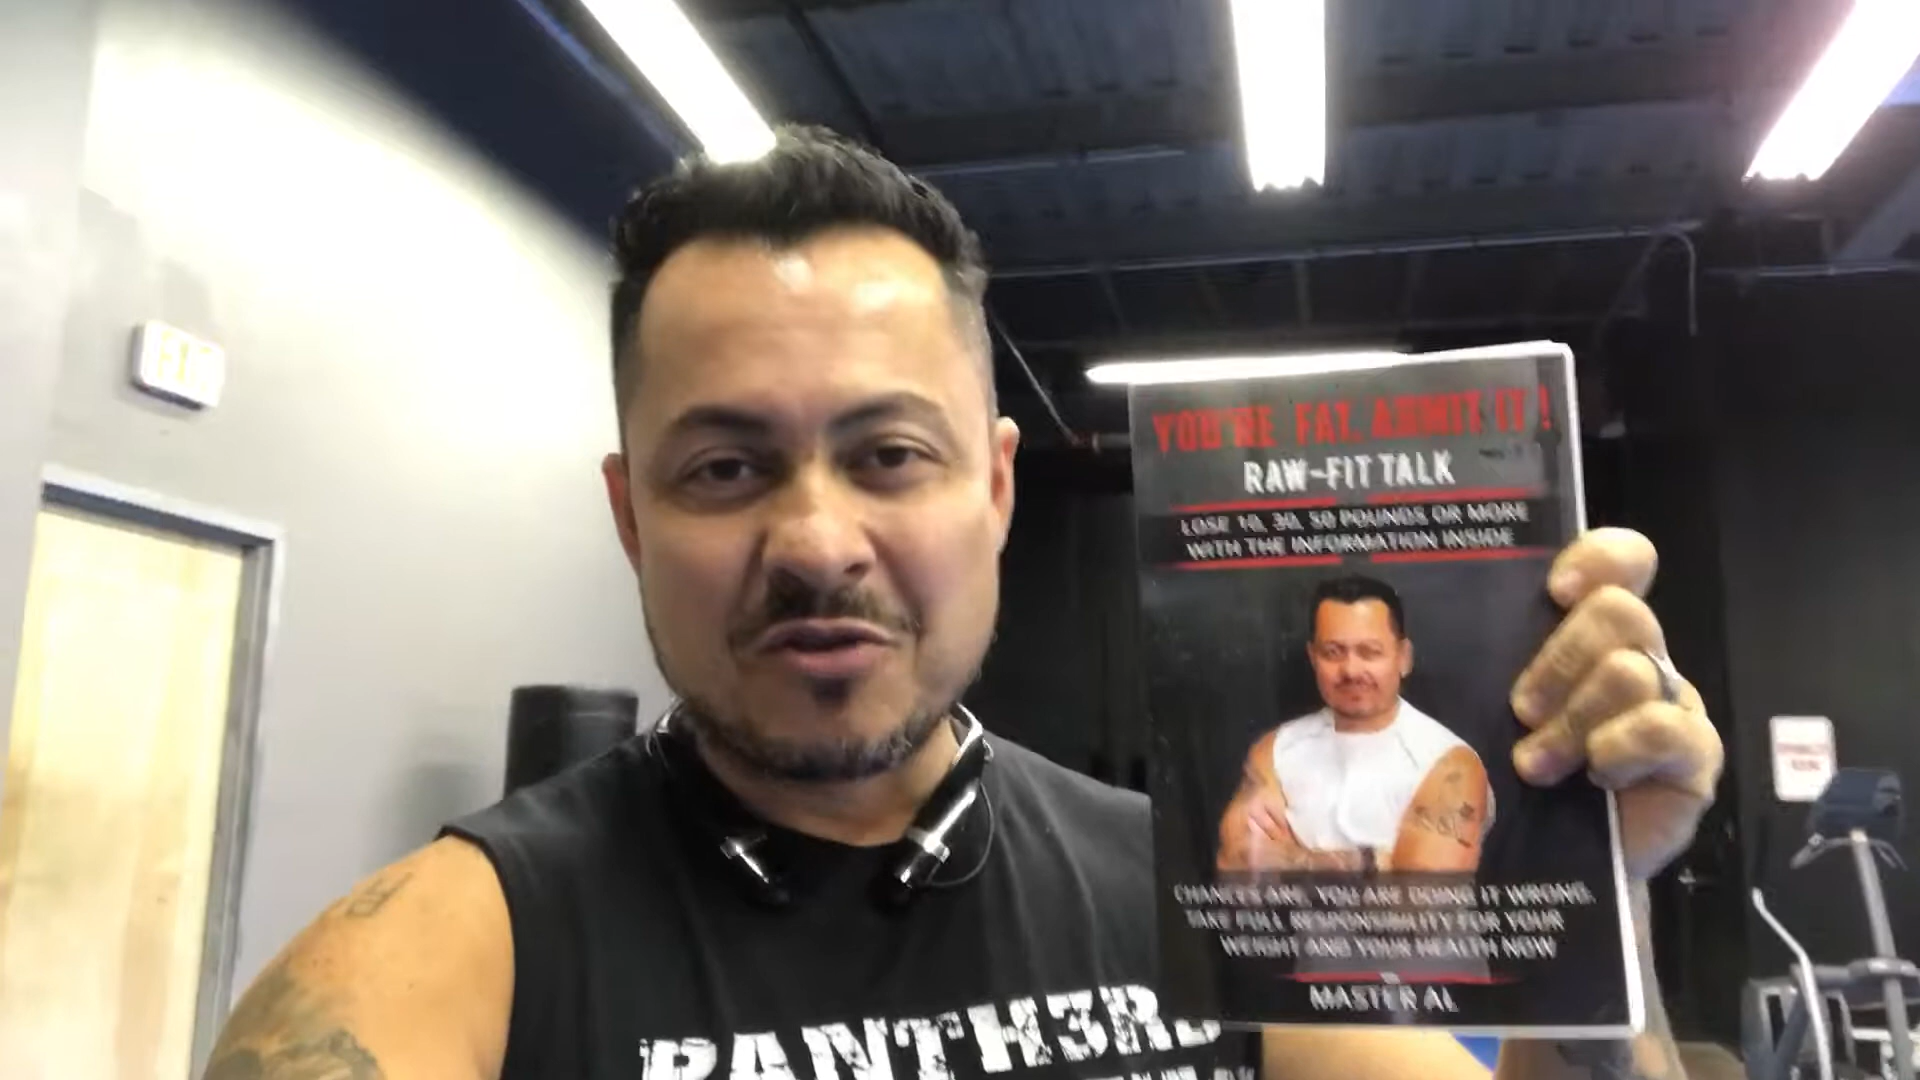 EXIT
YOU'RE FAT. ADMIT IT!
RAW-FIT TALK
LOSE 10, 30, 50 POUNDS OR MORE
WITH THE INFORMATION INSIDE
CHANCES ARE, YOU ARE DOING IT WRONG.
TAKE FULL RESPONSIBILITY FOR YOUR
WEIGHT AND YOUR HEALTH NOW
MASTER AL
PANTH3RS